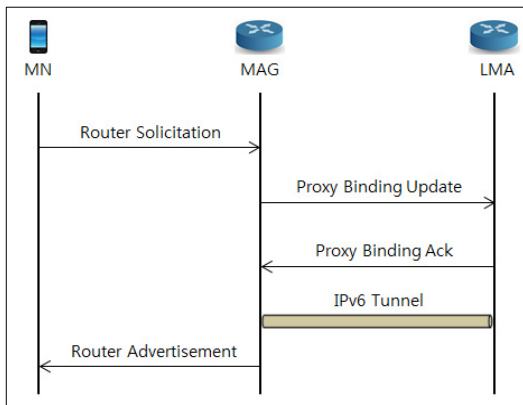 MN
MAG
LMA
Router Solicitation
Proxy Binding Update
Proxy Binding Ack
IPv6 Tunnel
Router Advertisement